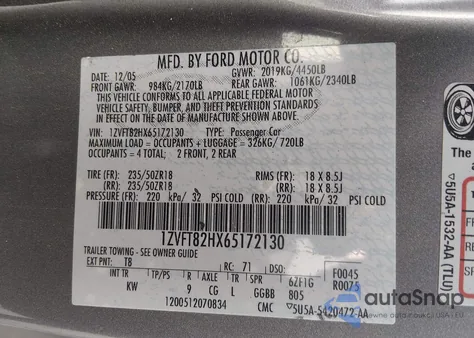 MFD. BY FORD MOTOR CO.
DATE: 12/05 GVWR: 2019KG/4450LB
FRONT GAWR: 984KG/2170LB REAR GAWR: 1061KG/2340LB
THIS VEHICLE CONFORMS TO ALL APPLICABLE FEDERAL MOTOR
VEHICLE SAFETY, BUMPER, AND THEFT PREVENTION STANDARDS
IN EFFECT ON THE DATE OF MANUFACTURE SHOWN ABOVE.
VIN: 1ZVFT82HX65172130 TYPE: Passenger Car
MAXIMUM LOAD = OCCUPANTS + LUGGAGE = 326KG/720LB
OCCUPANTS = 4 TOTAL; 2 FRONT, 2 REAR
TIRE (FR): 235/50ZR18 RIMS (FR): 18 X 8.5J
TIRE (RR): 235/50ZR18 RIMS (RR): 18 X 8.5J
PRESSURE (FR): 220 kPa/ 32 PSI COLD (RR): 220 kPa/ 32 PSI COLD
1ZVFT82HX65172130
TRAILER TOWING - SEE OWNER GUIDE
EXT PNT: TB RC: 71 DSO: F0045
INT TR TP/PS R AXLE TR SPR 6ZF1G R0075
KW 9 CG L GGBB 805
1200512070834 CMC ▽5U5A-5420472-AA
▽5U5A-1532-AA (TLU)
autoSnap